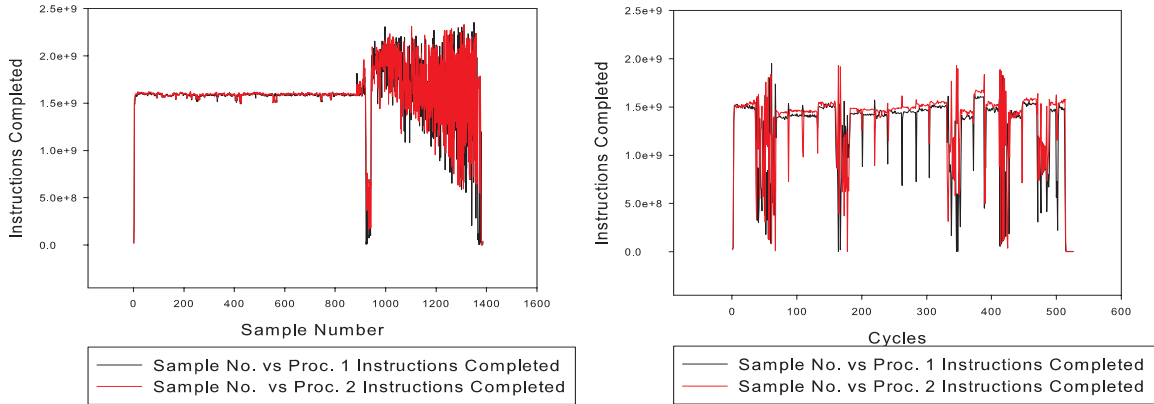 2.5e+9
2.0e+9
1.5e+9
1.0e+9
5.0e+8
0.0
Instructions Completed
0 200 400 600 800 1000 1200 1400 1600
Sample Number
Sample No. vs Proc. 1 Instructions Completed
Sample No. vs Proc. 2 Instructions Completed
2.5e+9
2.0e+9
1.5e+9
1.0e+9
5.0e+8
0.0
Instructions Completed
0 100 200 300 400 500 600
Cycles
Sample No. vs Proc. 1 Instructions Completed
Sample No. vs Proc. 2 Instructions Completed